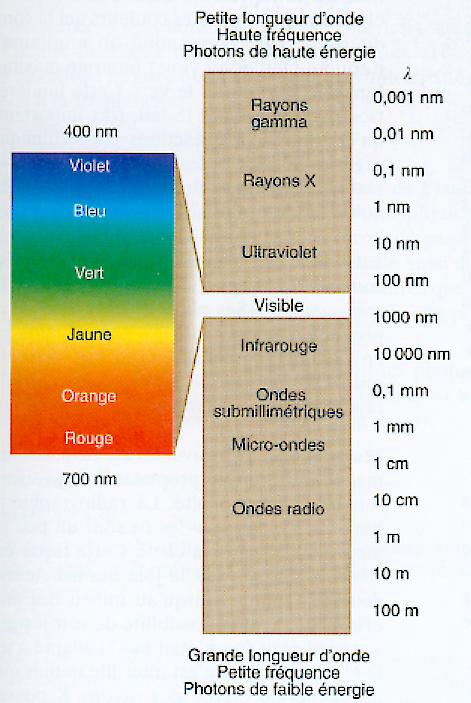 Petite longueur d'onde
Haute fréquence
Photons de haute énergie
λ
400 nm
Violet
Bleu
Vert
Jaune
Orange
Rouge
700 nm
Rayons
gamma
Rayons X
Ultraviolet
Visible
Infrarouge
Ondes
submillimétriques
Micro-ondes
Ondes radio
0,001 nm
0,01 nm
0,1 nm
1 nm
10 nm
100 nm
1000 nm
10 000 nm
0,1 mm
1 mm
1 cm
10 cm
1 m
10 m
100 m
Grande longueur d'onde
Petite fréquence
Photons de faible énergie